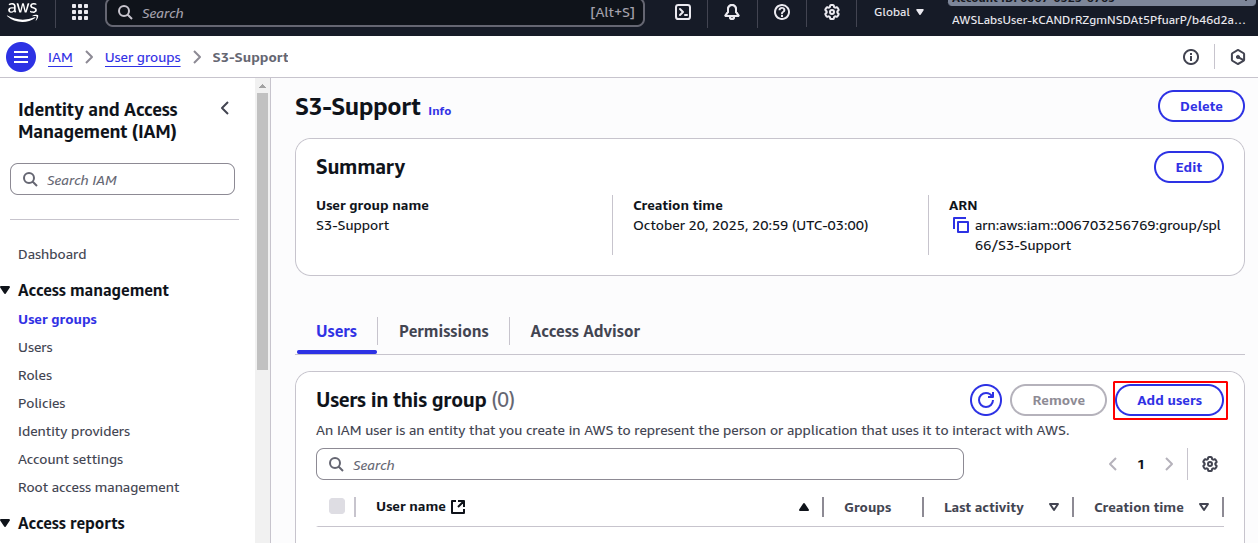 aws
Search
[Alt+S]
Global
AWSLabsUser-kCANDrRZgmNSDAt5PfuarP/b46d2a...
IAM > User groups > S3-Support
Identity and Access
Management (IAM)
Search IAM
Dashboard
Access management
User groups
Users
Roles
Policies
Identity providers
Account settings
Root access management
Access reports
S3-Support Info
Delete
Summary
Edit
User group name
S3-Support
Creation time
October 20, 2025, 20:59 (UTC-03:00)
ARN
arn:aws:iam::006703256769:group/spl
66/S3-Support
Users
Permissions
Access Advisor
Users in this group (0)
Remove
Add users
An IAM user is an entity that you create in AWS to represent the person or application that uses it to interact with AWS.
Search
1
User name
Groups
Last activity
Creation time